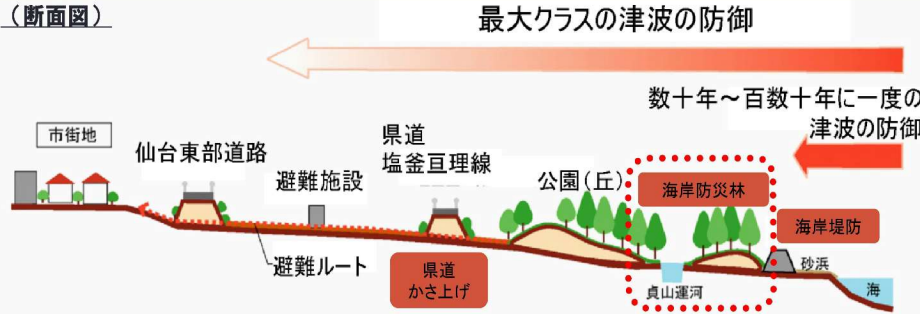 （断面図）
最大クラスの津波の防御
数十年～百数十年に一度の
津波の防御
市街地
仙台東部道路
避難施設
県道
塩釜亘理線
公園（丘）
海岸防災林
海岸堤防
避難ルート
県道
かさ上げ
貞山運河
砂浜
海